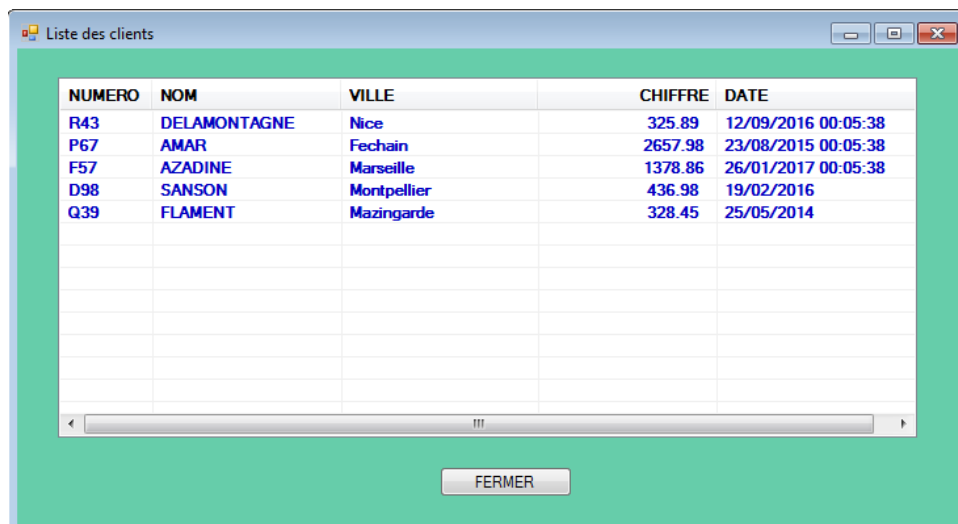 Liste des clients
NUMERO NOM VILLE CHIFFRE DATE
R43 DELAMONTAGNE Nice 325.89 12/09/2016 00:05:38
P67 AMAR Fechain 2657.98 23/08/2015 00:05:38
F57 AZADINE Marseille 1378.86 26/01/2017 00:05:38
D98 SANSON Montpellier 436.98 19/02/2016
Q39 FLAMENT Mazingarde 328.45 25/05/2014
FERMER